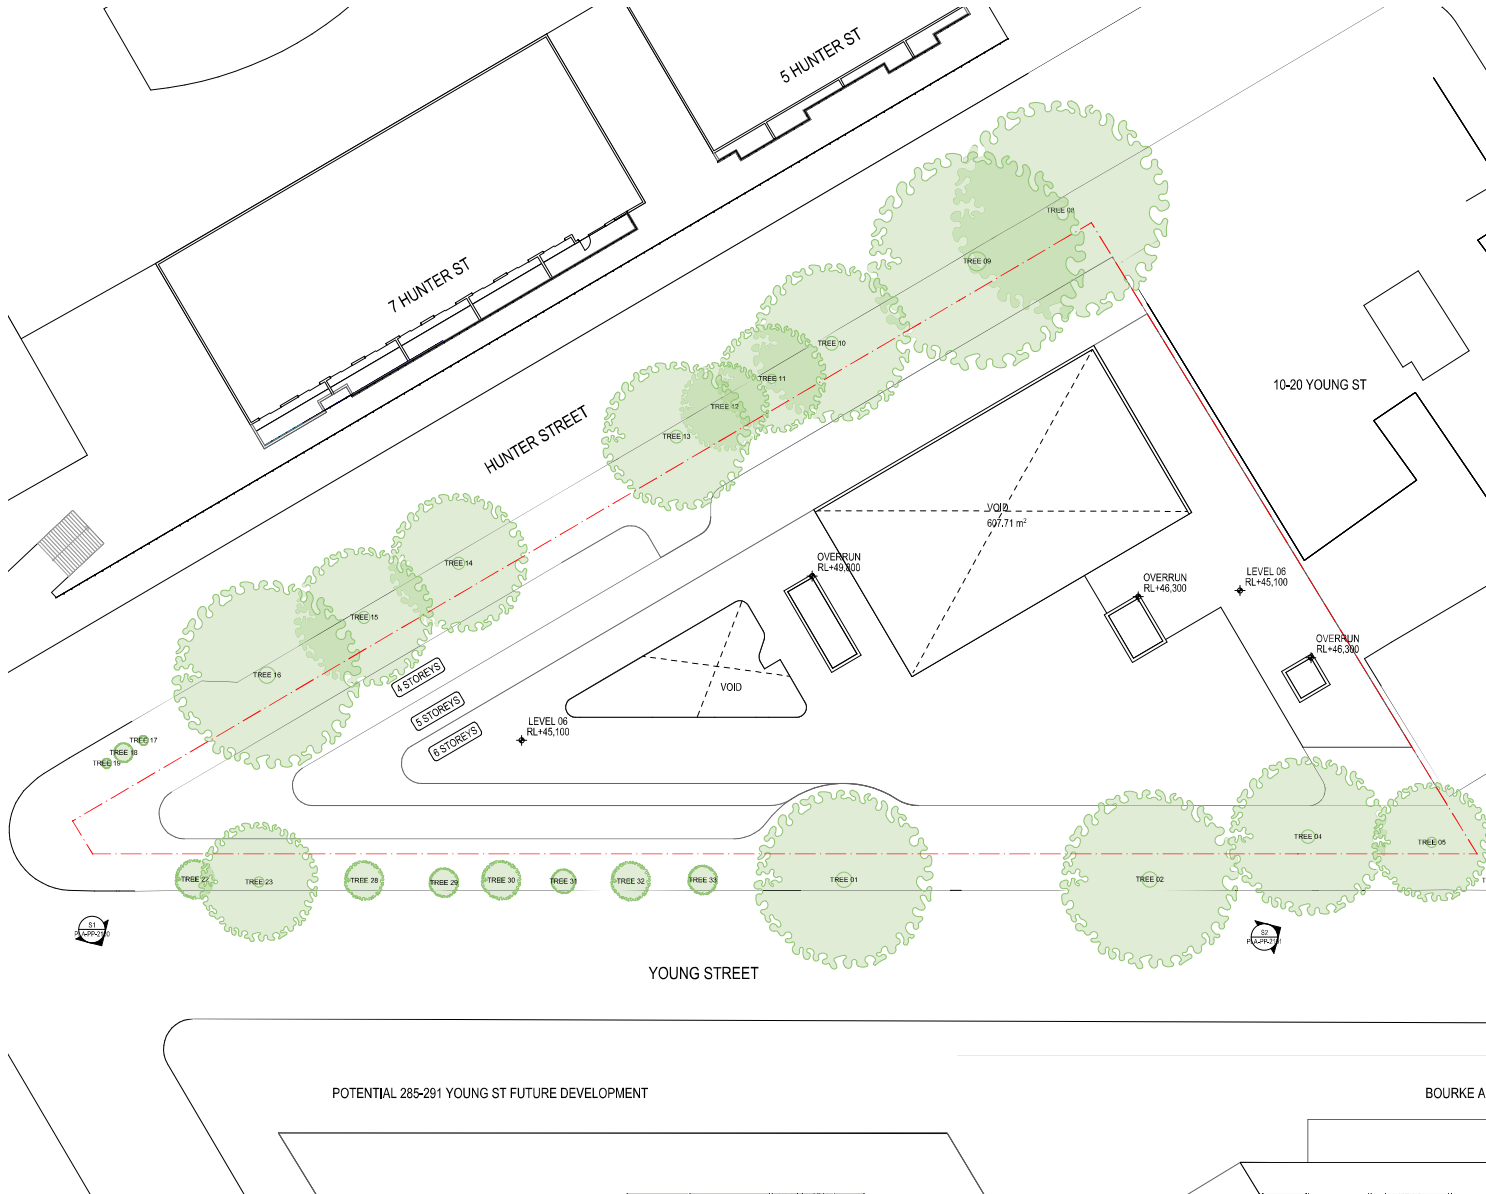 5 HUNTER ST
7 HUNTER ST
HUNTER STREET
TREE 08
TREE 09
TREE 10
TREE 11
TREE 12
TREE 13
TREE 14
TREE 15
TREE 16
TREE 17
TREE 18
TREE 19
10-20 YOUNG ST
VOID
607.71 m²
OVERRUN
RL+49,800
OVERRUN
RL+46,300
LEVEL 06
RL+45,100
OVERRUN
RL+46,300
VOID
4 STOREYS
5 STOREYS
6 STOREYS
LEVEL 06
RL+45,100
TREE 04
TREE 05
TREE 23
TREE 28
TREE 29
TREE 30
TREE 31
TREE 32
TREE 33
TREE 01
TREE 02
S1
S2
YOUNG STREET
POTENTIAL 285-291 YOUNG ST FUTURE DEVELOPMENT
BOURKE A